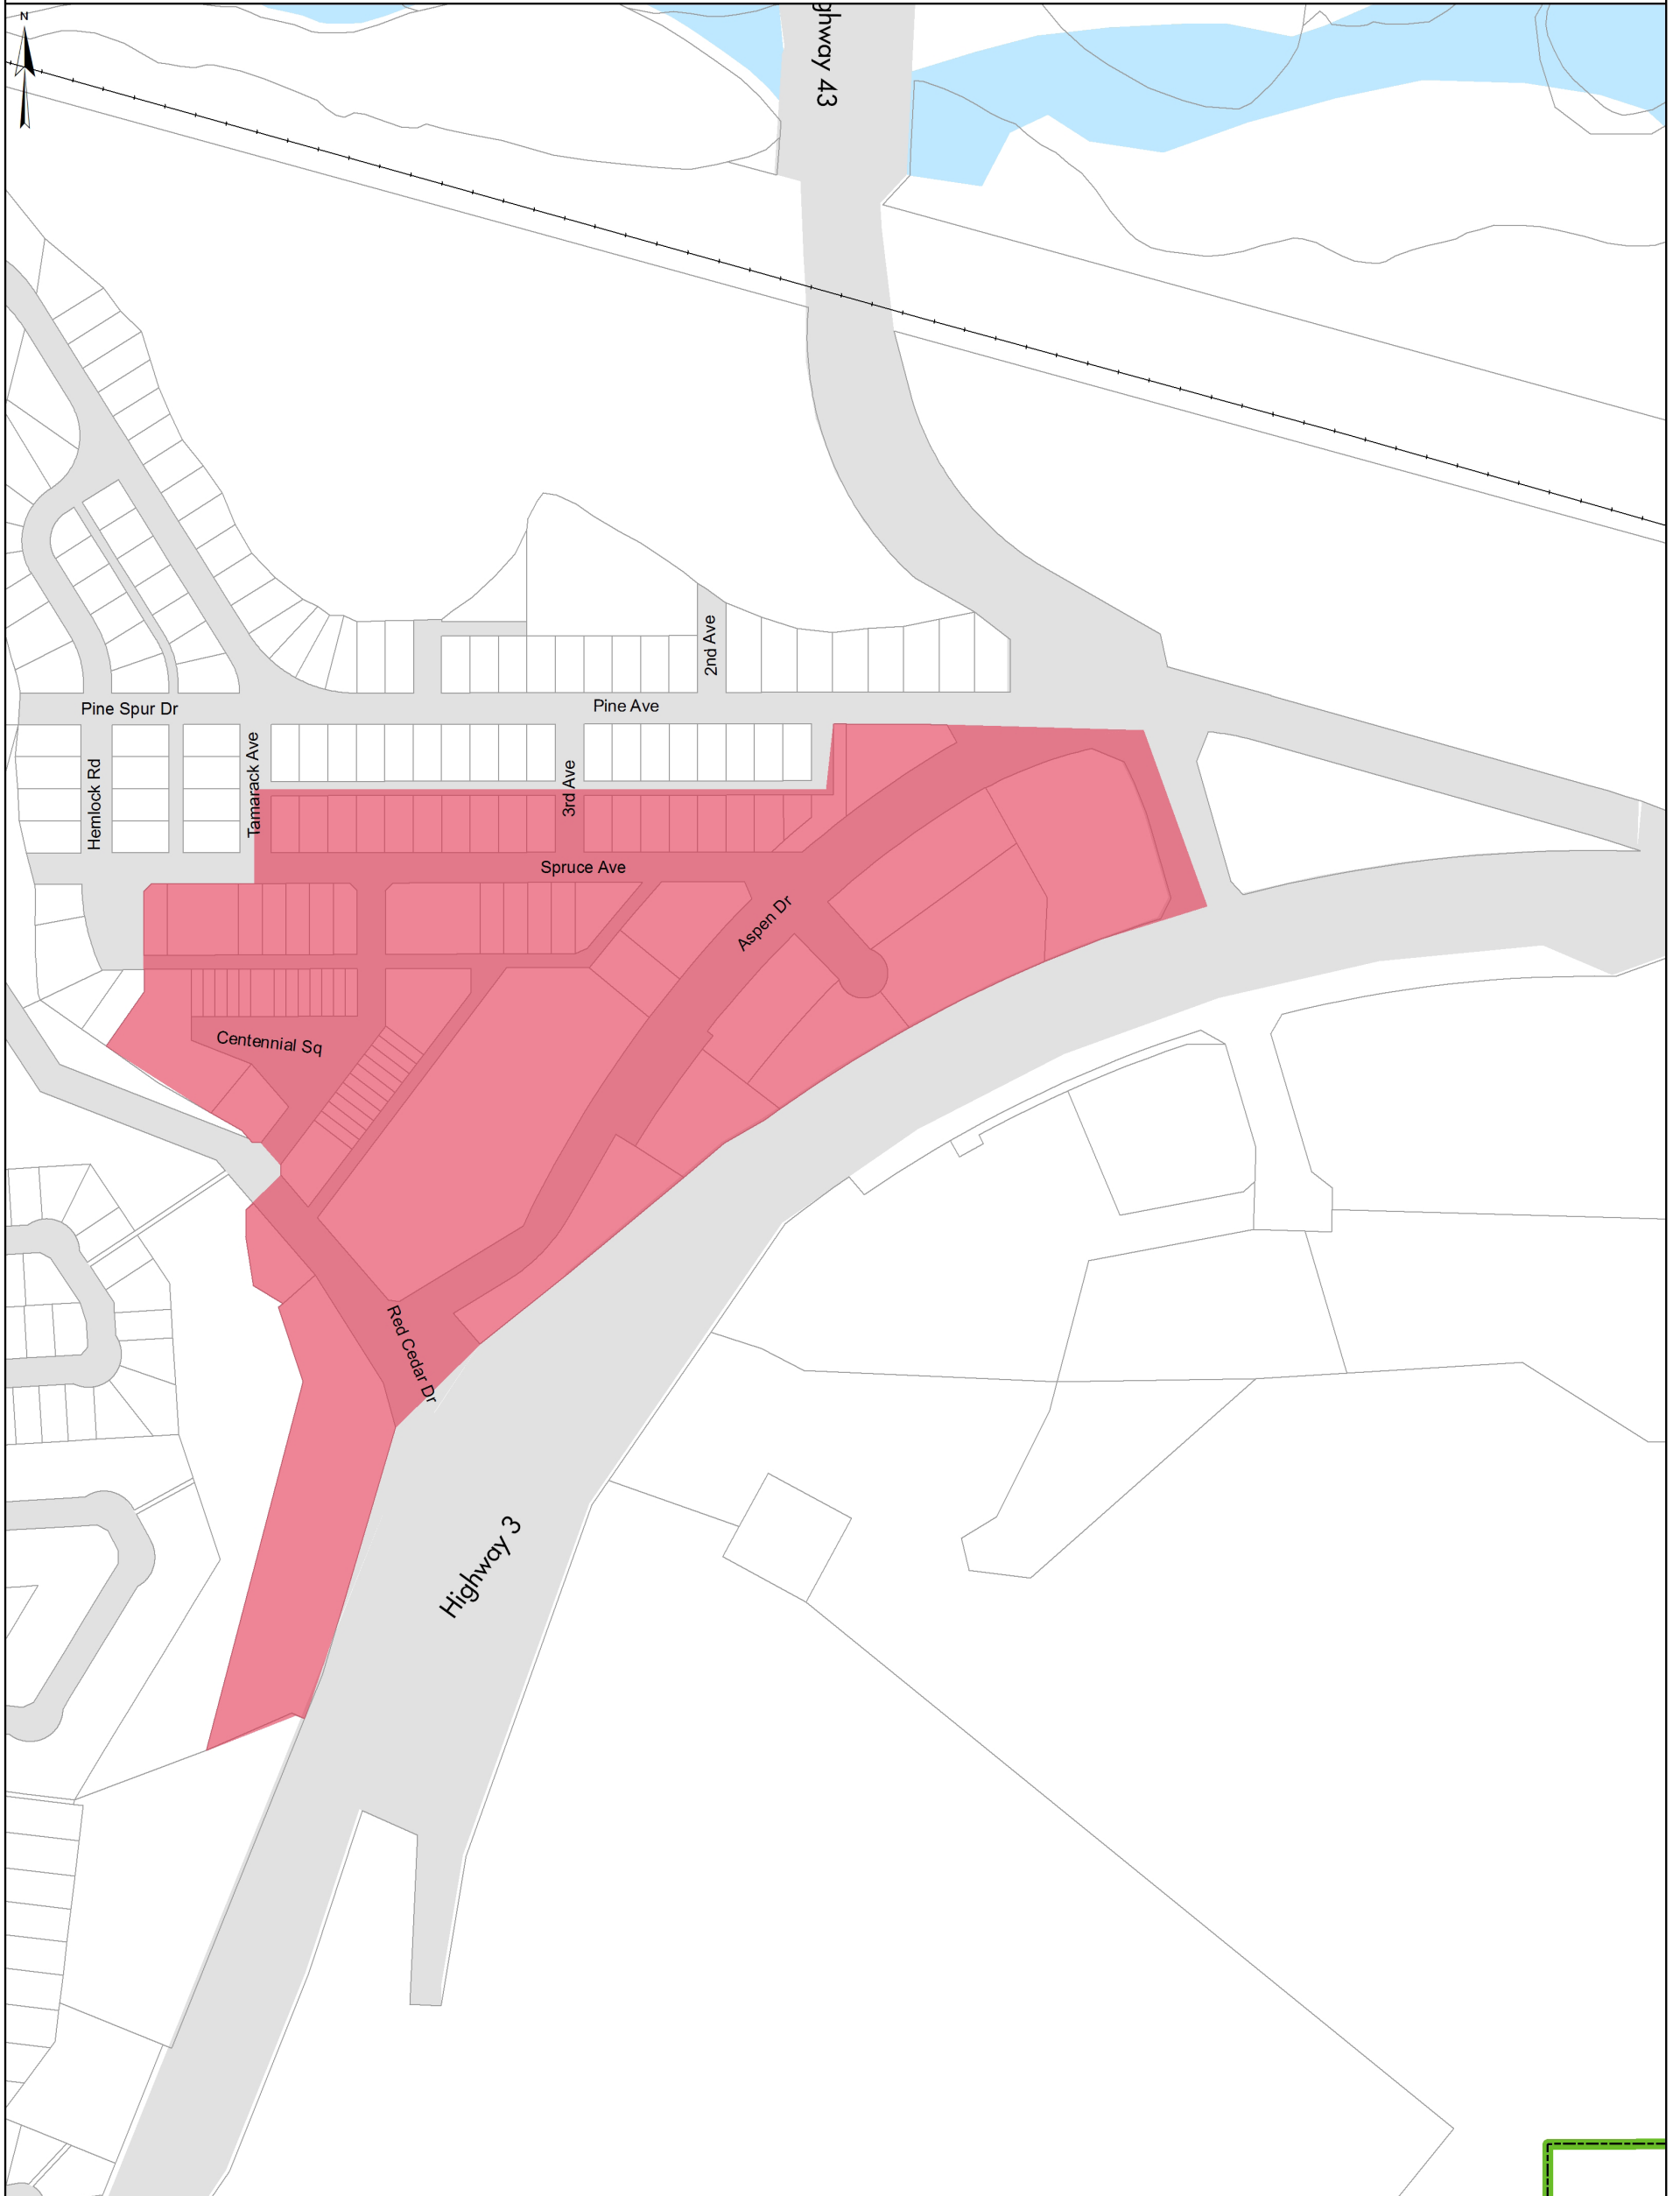 N
ghway 43
2nd Ave
Pine Ave
Pine Spur Dr
Tamarack Ave
Hemlock Rd
3rd Ave
Spruce Ave
Aspen Dr
Centennial Sq
Red Cedar Dr
Highway 3